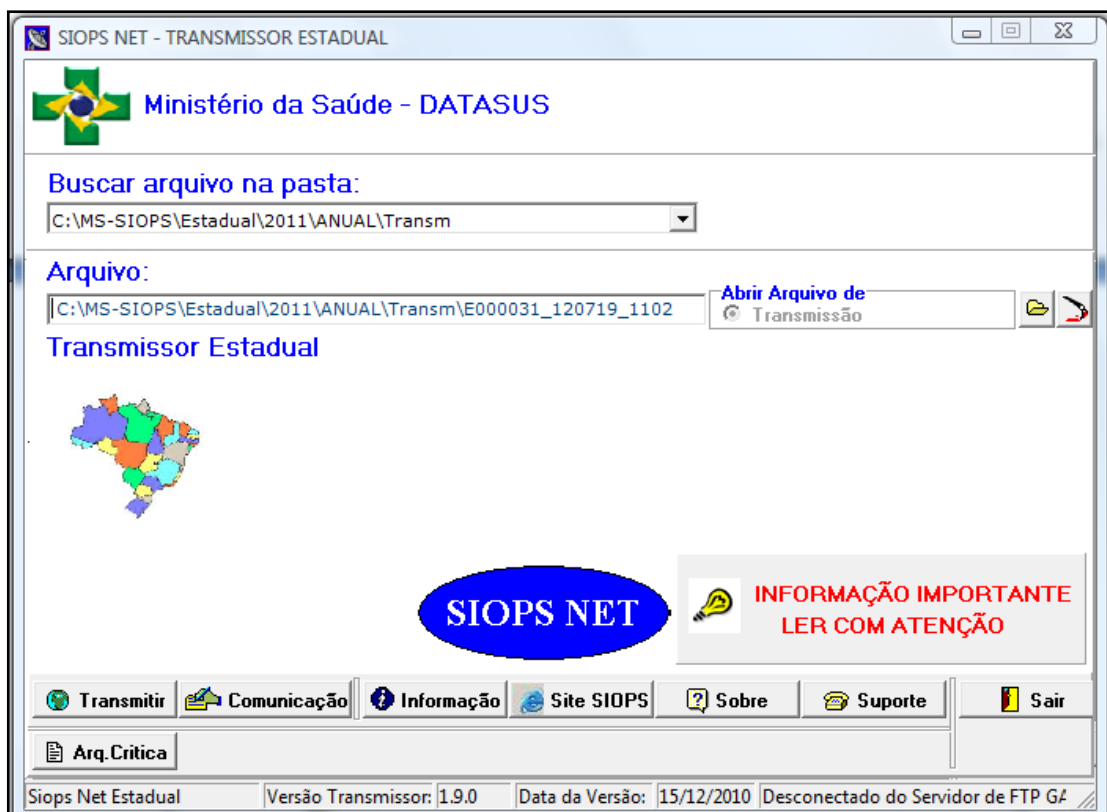 SIOPS NET - TRANSMISSOR ESTADUAL
Ministério da Saúde - DATASUS
Buscar arquivo na pasta:
C:\MS-SIOPS\Estadual\2011\ANUAL\Transm
Arquivo:
C:\MS-SIOPS\Estadual\2011\ANUAL\Transm\E000031_120719_1102
Abrir Arquivo de
Transmissão
Transmissor Estadual
SIOPS NET
INFORMAÇÃO IMPORTANTE
LER COM ATENÇÃO
Transmitir Comunicação Informação Site SIOPS Sobre Suporte Sair
Arq.Critica
Siops Net Estadual Versão Transmissor: 1.9.0 Data da Versão: 15/12/2010 Desconectado do Servidor de FTP